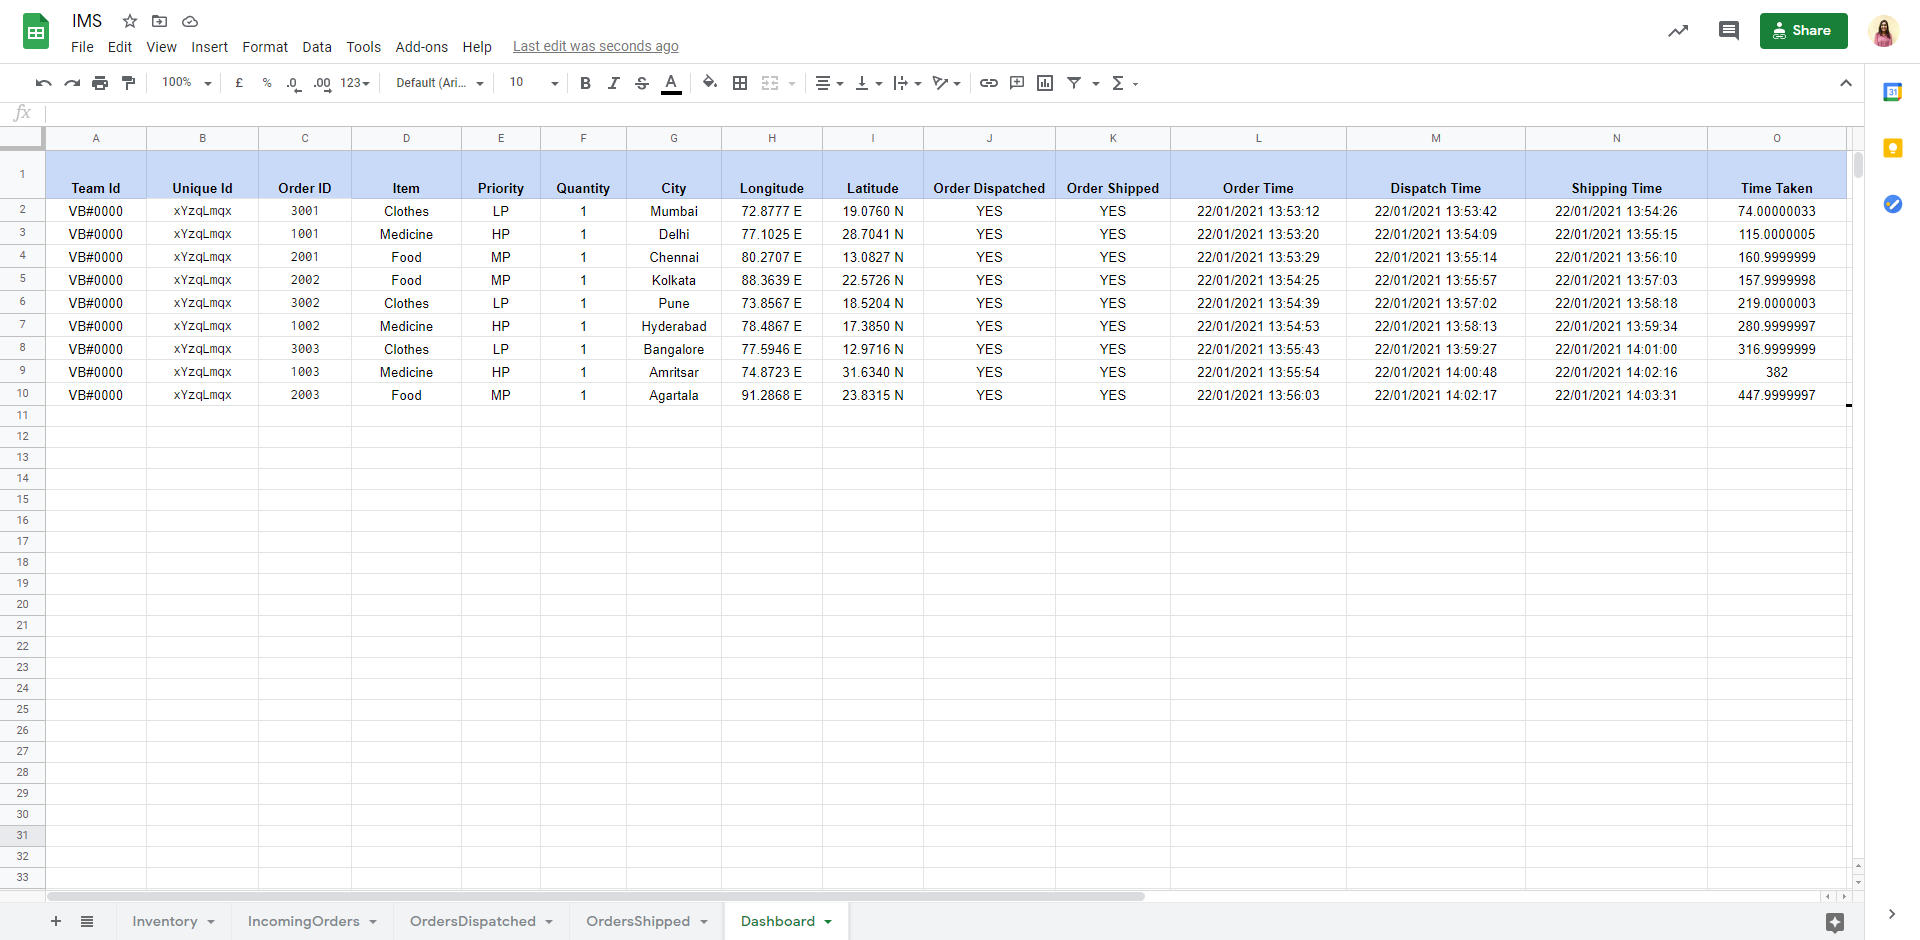 IMS
File Edit View Insert Format Data Tools Add-ons Help Last edit was seconds ago
Share
100% £ % .0 .00 123 Default (Ari... 10 B I S A Σ
31
fx
A B C D E F G H I J K L M N O
1 Team Id Unique Id Order ID Item Priority Quantity City Longitude Latitude Order Dispatched Order Shipped Order Time Dispatch Time Shipping Time Time Taken
2 VB#0000 xYzqLmqx 3001 Clothes LP 1 Mumbai 72.8777 E 19.0760 N YES YES 22/01/2021 13:53:12 22/01/2021 13:53:42 22/01/2021 13:54:26 74.00000033
3 VB#0000 xYzqLmqx 1001 Medicine HP 1 Delhi 77.1025 E 28.7041 N YES YES 22/01/2021 13:53:20 22/01/2021 13:54:09 22/01/2021 13:55:15 115.0000005
4 VB#0000 xYzqLmqx 2001 Food MP 1 Chennai 80.2707 E 13.0827 N YES YES 22/01/2021 13:53:29 22/01/2021 13:55:14 22/01/2021 13:56:10 160.9999999
5 VB#0000 xYzqLmqx 2002 Food MP 1 Kolkata 88.3639 E 22.5726 N YES YES 22/01/2021 13:54:25 22/01/2021 13:55:57 22/01/2021 13:57:03 157.9999998
6 VB#0000 xYzqLmqx 3002 Clothes LP 1 Pune 73.8567 E 18.5204 N YES YES 22/01/2021 13:54:39 22/01/2021 13:57:02 22/01/2021 13:58:18 219.0000003
7 VB#0000 xYzqLmqx 1002 Medicine HP 1 Hyderabad 78.4867 E 17.3850 N YES YES 22/01/2021 13:54:53 22/01/2021 13:58:13 22/01/2021 13:59:34 280.9999997
8 VB#0000 xYzqLmqx 3003 Clothes LP 1 Bangalore 77.5946 E 12.9716 N YES YES 22/01/2021 13:55:43 22/01/2021 13:59:27 22/01/2021 14:01:00 316.9999999
9 VB#0000 xYzqLmqx 1003 Medicine HP 1 Amritsar 74.8723 E 31.6340 N YES YES 22/01/2021 13:55:54 22/01/2021 14:00:48 22/01/2021 14:02:16 382
10 VB#0000 xYzqLmqx 2003 Food MP 1 Agartala 91.2868 E 23.8315 N YES YES 22/01/2021 13:56:03 22/01/2021 14:02:17 22/01/2021 14:03:31 447.9999997
11
12
13
14
15
16
17
18
19
20
21
22
23
24
25
26
27
28
29
30
31
32
33
Inventory IncomingOrders OrdersDispatched OrdersShipped Dashboard